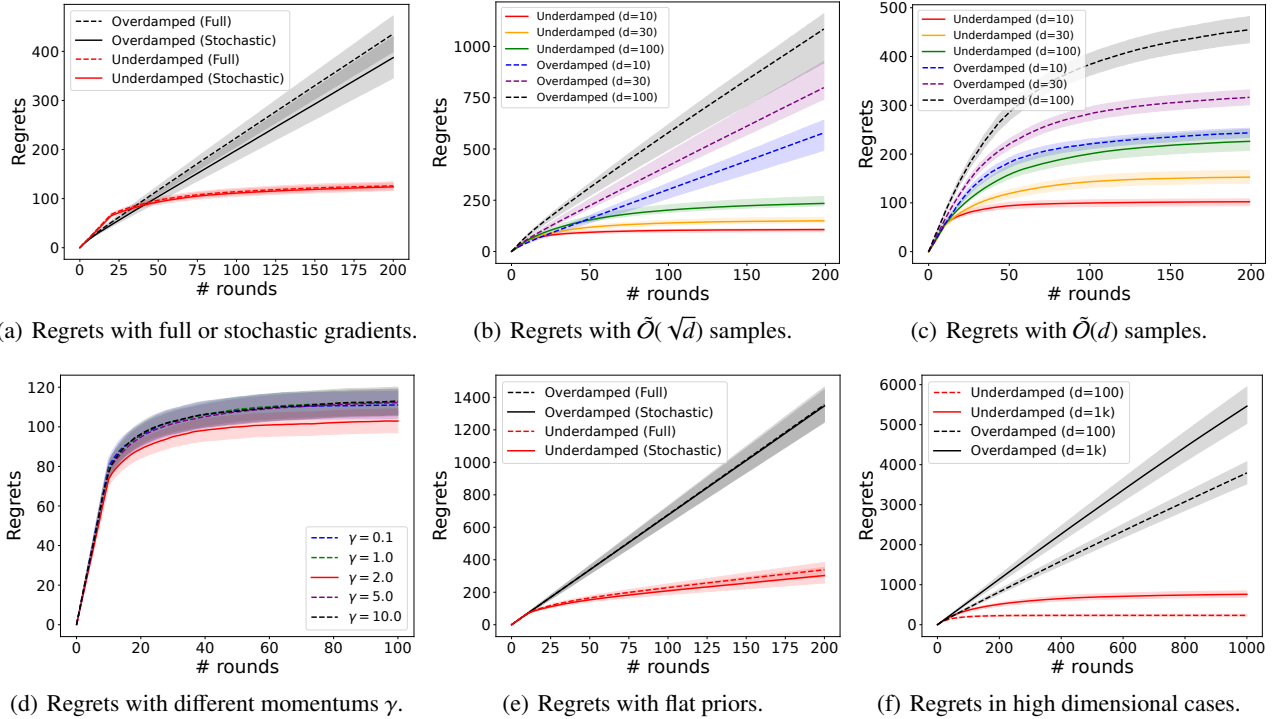 Overdamped (Full)
Overdamped (Stochastic)
Underdamped (Full)
Underdamped (Stochastic)
Regrets
400
300
200
100
0
0 25 50 75 100 125 150 175 200
# rounds
(a) Regrets with full or stochastic gradients.
Underdamped (d=10)
Underdamped (d=30)
Underdamped (d=100)
Overdamped (d=10)
Overdamped (d=30)
Overdamped (d=100)
Regrets
1000
750
500
250
0
0 50 100 150 200
# rounds
(b) Regrets with Õ(√d) samples.
Underdamped (d=10)
Underdamped (d=30)
Underdamped (d=100)
Overdamped (d=10)
Overdamped (d=30)
Overdamped (d=100)
Regrets
500
400
300
200
100
0
0 50 100 150 200
# rounds
(c) Regrets with Õ(d) samples.
Regrets
120
100
80
60
40
20
0
γ = 0.1
γ = 1.0
γ = 2.0
γ = 5.0
γ = 10.0
0 20 40 60 80 100
# rounds
(d) Regrets with different momentums γ.
Overdamped (Full)
Overdamped (Stochastic)
Underdamped (Full)
Underdamped (Stochastic)
Regrets
1400
1200
1000
800
600
400
200
0
0 25 50 75 100 125 150 175 200
# rounds
(e) Regrets with flat priors.
Underdamped (d=100)
Underdamped (d=1k)
Overdamped (d=100)
Overdamped (d=1k)
Regrets
6000
5000
4000
3000
2000
1000
0
0 200 400 600 800 1000
# rounds
(f) Regrets in high dimensional cases.